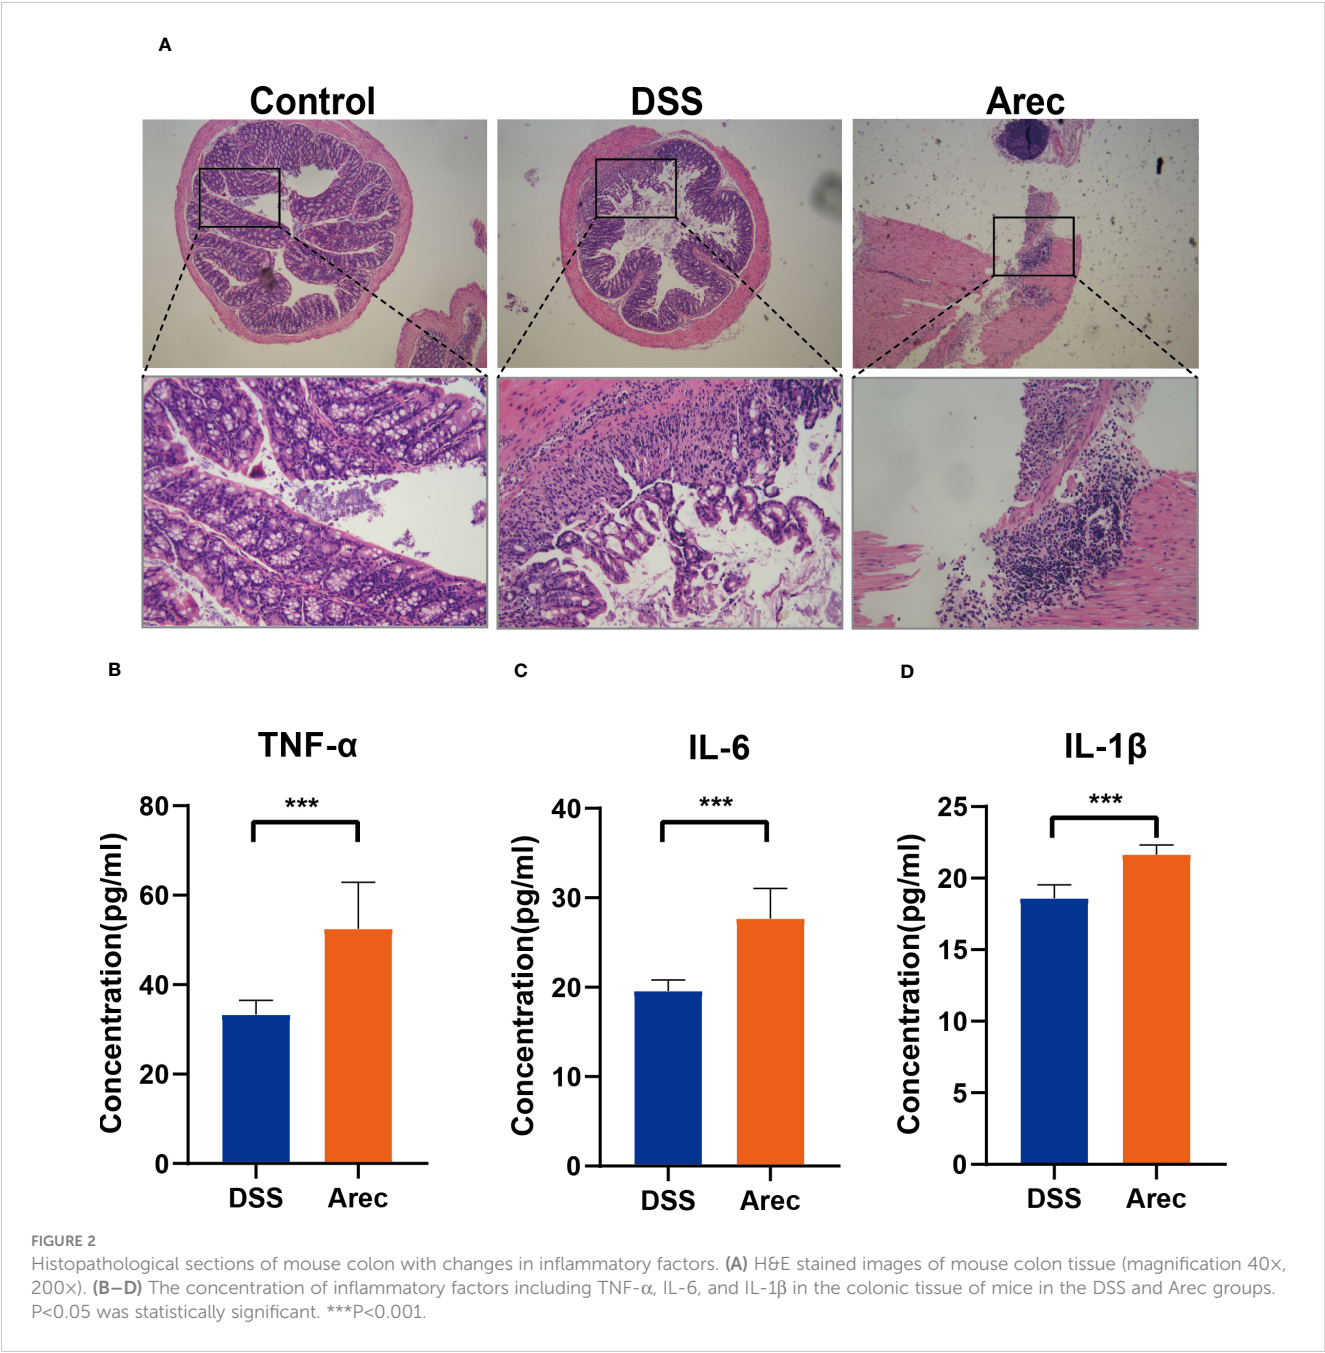 A
Control
DSS
Arec
B
C
D
TNF-α
IL-6
IL-1β
***
***
***
Concentration(pg/ml)
80
60
40
20
0
DSS
Arec
Concentration(pg/ml)
40
30
20
10
0
DSS
Arec
Concentration(pg/ml)
25
20
15
10
5
0
DSS
Arec
FIGURE 2
Histopathological sections of mouse colon with changes in inflammatory factors. (A) H&E stained images of mouse colon tissue (magnification 40×,
200×). (B–D) The concentration of inflammatory factors including TNF-α, IL-6, and IL-1β in the colonic tissue of mice in the DSS and Arec groups.
P<0.05 was statistically significant. ***P<0.001.